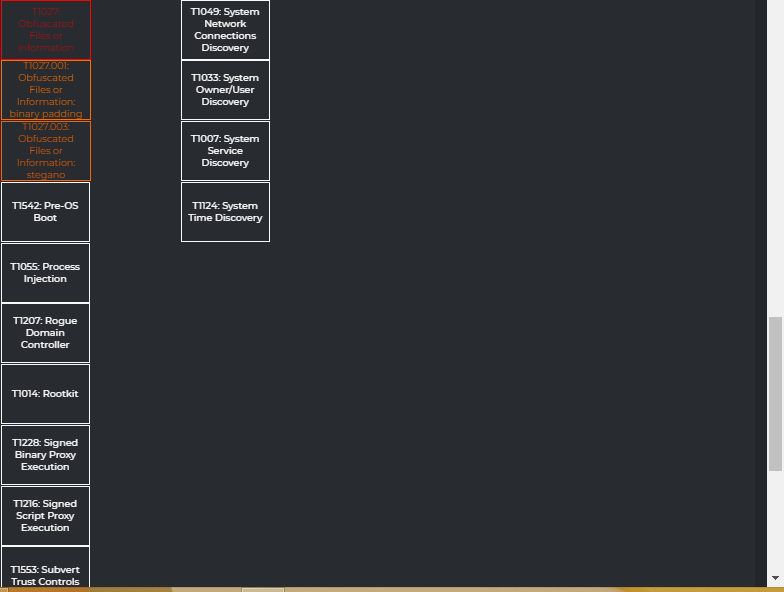 T1027:
Obfuscated
Files or
Information
T1027.001:
Obfuscated
Files or
Information:
binary padding
T1027.003:
Obfuscated
Files or
Information:
stegano
T1542: Pre-OS
Boot
T1055: Process
Injection
T1207: Rogue
Domain
Controller
T1014: Rootkit
T1228: Signed
Binary Proxy
Execution
T1216: Signed
Script Proxy
Execution
T1553: Subvert
Trust Controls
T1049: System
Network
Connections
Discovery
T1033: System
Owner/User
Discovery
T1007: System
Service
Discovery
T1124: System
Time Discovery